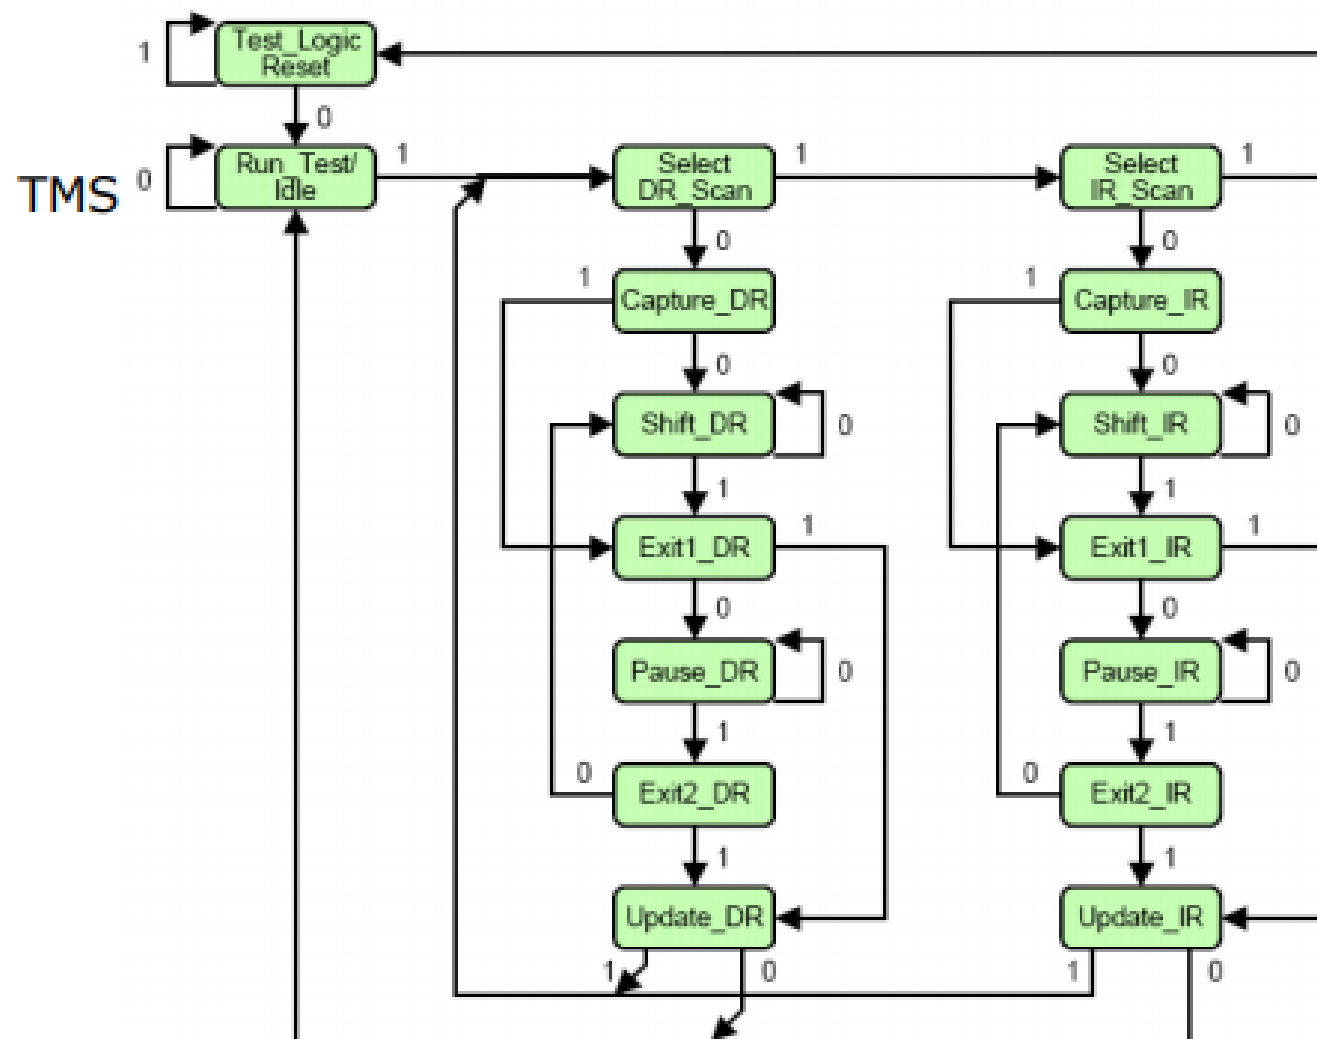 Test_Logic
Reset
1
0
Run_Test/
Idle
1
TMS
0
Select
DR_Scan
1
Select
IR_Scan
1
0
0
1
Capture_DR
1
Capture_IR
0
0
Shift_DR
0
Shift_IR
0
1
1
Exit1_DR
1
Exit1_IR
1
0
0
Pause_DR
0
Pause_IR
0
1
1
0
Exit2_DR
0
Exit2_IR
1
1
Update_DR
Update_IR
1
0
1
0